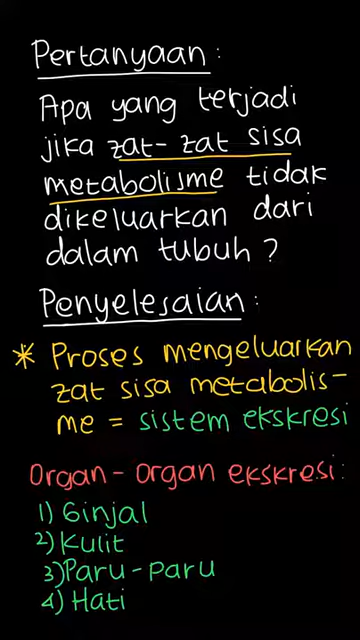 Pertanyaan :
Apa yang terjadi
jika zat-zat sisa
metabolisme tidak
dikeluarkan dari
dalam tubuh ?
Penyelesaian :
* Proses mengeluarkan
zat sisa metabolis-
me = sistem ekskresi
Organ-organ ekskresi :
1) Ginjal
2) Kulit
3) Paru-paru
4) Hati